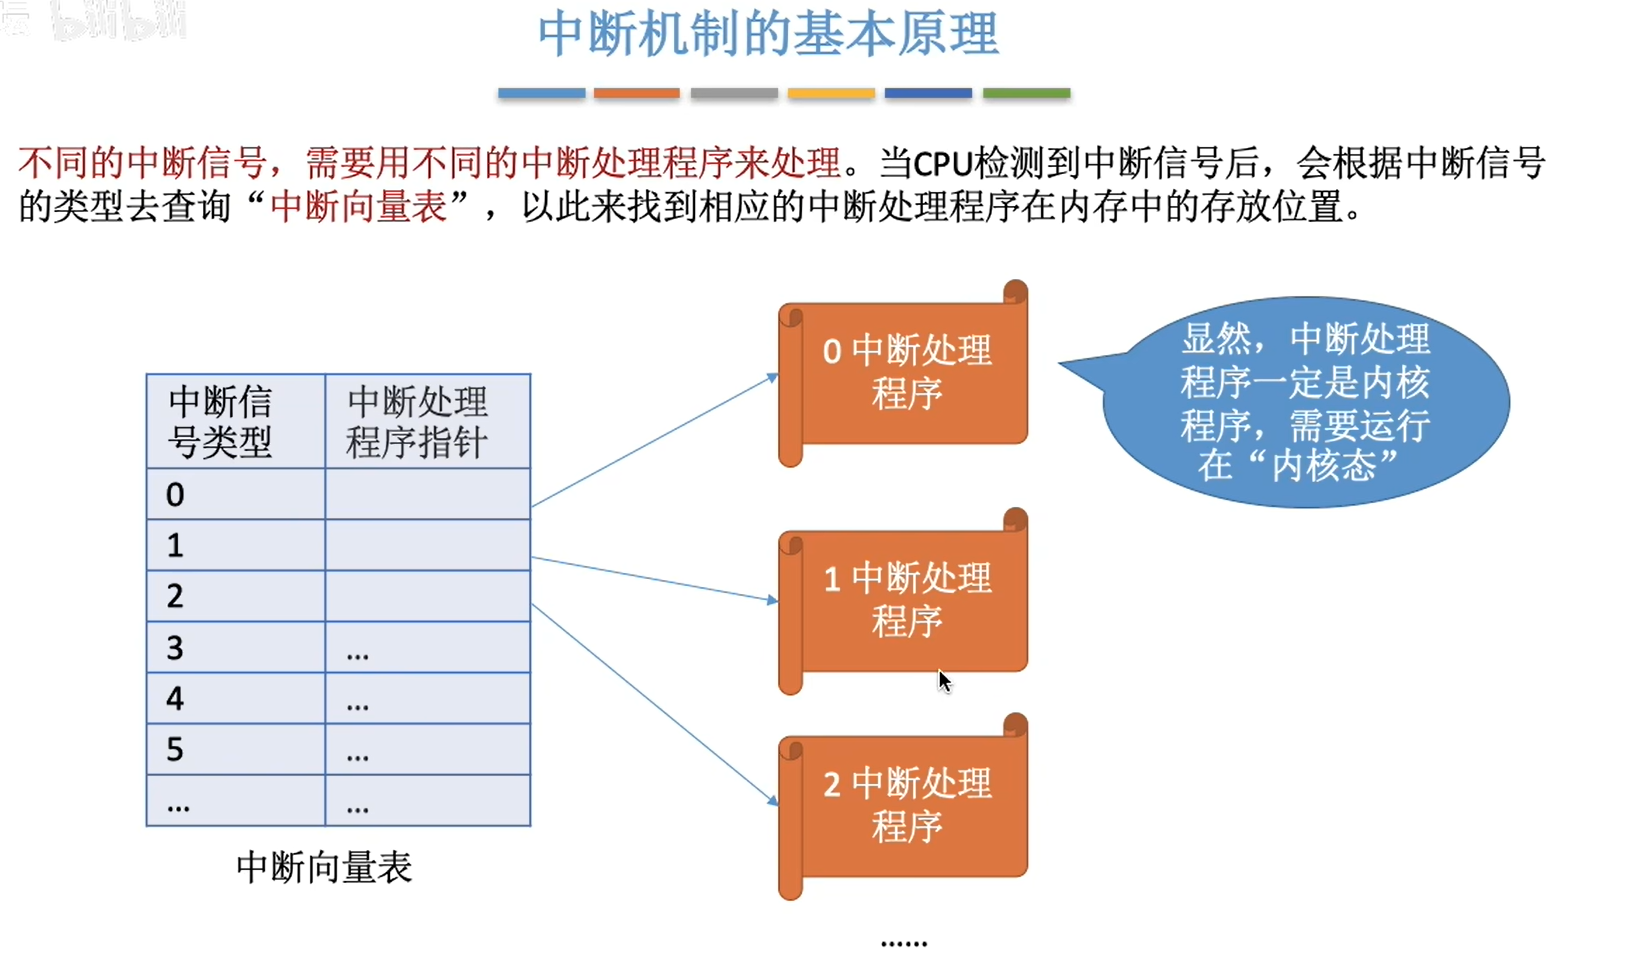 中断机制的基本原理
不同的中断信号，需要用不同的中断处理程序来处理。当CPU检测到中断信号后，会根据中断信号
的类型去查询“中断向量表”，以此来找到相应的中断处理程序在内存中的存放位置。
中断信
号类型
中断处理
程序指针
0
1
2
3 ...
4 ...
5 ...
... ...
中断向量表
0 中断处理
程序
1 中断处理
程序
2 中断处理
程序
......
显然，中断处理
程序一定是内核
程序，需要运行
在“内核态”